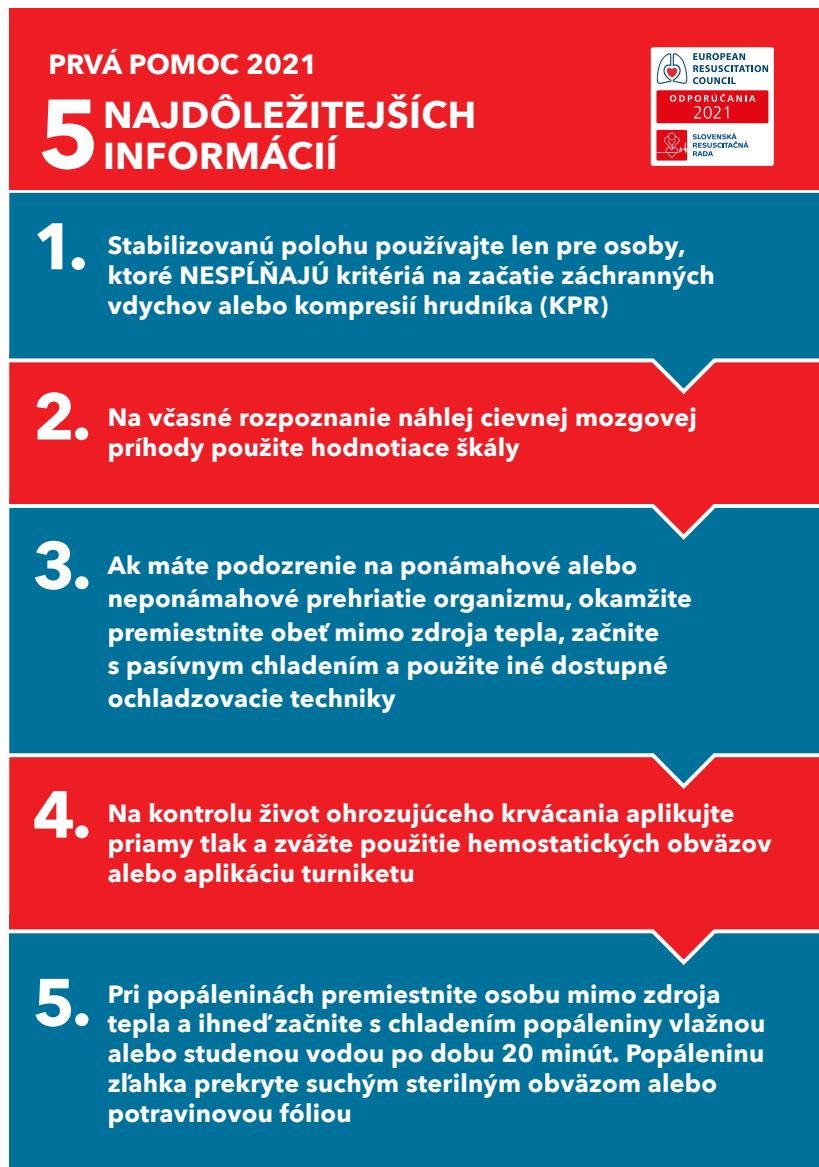 PRVÁ POMOC 2021
5 NAJDÔLEŽITEJŠÍCH
INFORMÁCIÍ
EUROPEAN
RESUSCITATION
COUNCIL
ODPORÚČANIA
2021
SLOVENSKÁ
RESUSCITAČNÁ
RADA
1. Stabilizovanú polohu používajte len pre osoby,
ktoré NESPĹŇAJÚ kritériá na začatie záchranných
vdychov alebo kompresií hrudníka (KPR)
2. Na včasné rozpoznanie náhlej cievnej mozgovej
príhody použite hodnotiace škály
3. Ak máte podozrenie na ponámahové alebo
neponámahové prehriatie organizmu, okamžite
premiestnite obeť mimo zdroja tepla, začnite
s pasívnym chladením a použite iné dostupné
ochladzovacie techniky
4. Na kontrolu život ohrozujúceho krvácania aplikujte
priamy tlak a zvážte použitie hemostatických obväzov
alebo aplikáciu turniketu
5. Pri popáleninách premiestnite osobu mimo zdroja
tepla a ihneď začnite s chladením popáleniny vlažnou
alebo studenou vodou po dobu 20 minút. Popáleninu
zľahka prekryte suchým sterilným obväzom alebo
potravinovou fóliou